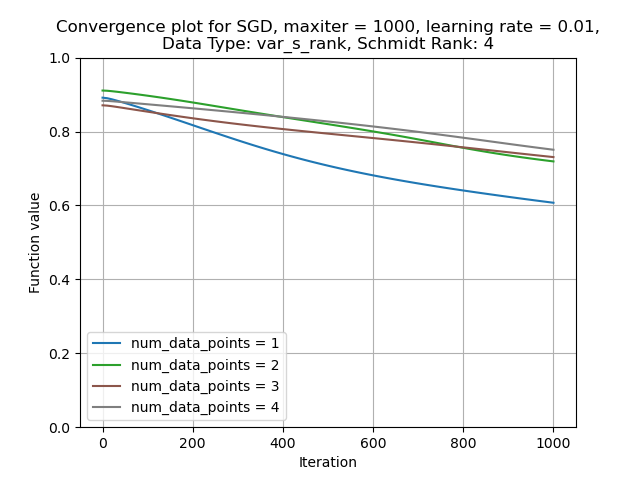 Convergence plot for SGD, maxiter = 1000, learning rate = 0.01,
Data Type: var_s_rank, Schmidt Rank: 4
1.0
0.8
0.6
0.4
0.2
0.0
Function value
num_data_points = 1
num_data_points = 2
num_data_points = 3
num_data_points = 4
0 200 400 600 800 1000
Iteration